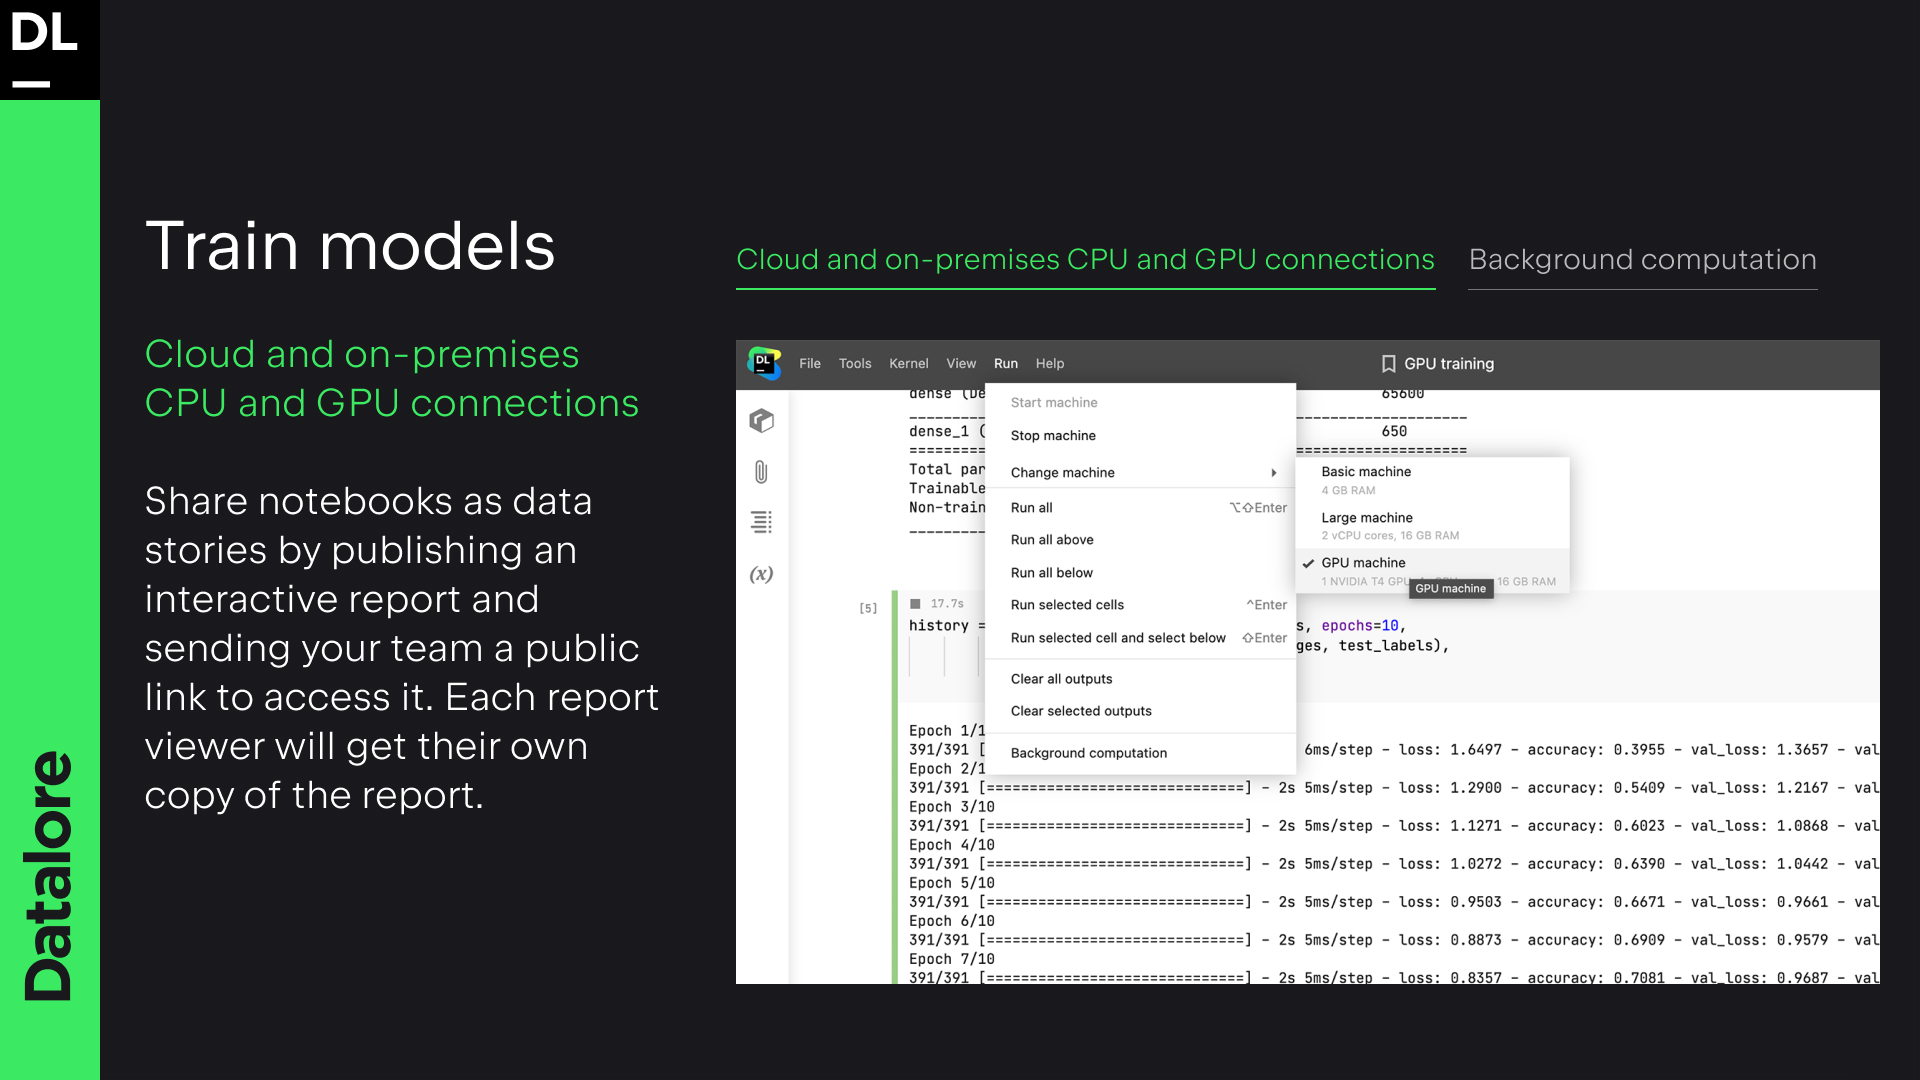 DL
Datalore
Train models
Cloud and on-premises
CPU and GPU connections
Share notebooks as data
stories by publishing an
interactive report and
sending your team a public
link to access it. Each report
viewer will get their own
copy of the report.
Cloud and on-premises CPU and GPU connections
Background computation
DL
File Tools Kernel View Run Help
GPU training
dense 65600
dense_1 ( 650
Total par
Trainable
Non-train
Start machine
Stop machine
Change machine
Run all ⌥⇧Enter
Run all above
Run all below
Run selected cells ^Enter
Run selected cell and select below ⇧Enter
Clear all outputs
Clear selected outputs
Background computation
Basic machine
4 GB RAM
Large machine
2 vCPU cores, 16 GB RAM
GPU machine
1 NVIDIA T4 GPU 16 GB RAM
GPU machine
(x)
[5]
17.7s
history = s, epochs=10,
ges, test_labels),
Epoch 1/1
391/391 [ 6ms/step - loss: 1.6497 - accuracy: 0.3955 - val_loss: 1.3657 - val
Epoch 2/1
391/391 [==============================] - 2s 5ms/step - loss: 1.2900 - accuracy: 0.5409 - val_loss: 1.2167 - val
Epoch 3/10
391/391 [==============================] - 2s 5ms/step - loss: 1.1271 - accuracy: 0.6023 - val_loss: 1.0868 - val
Epoch 4/10
391/391 [==============================] - 2s 5ms/step - loss: 1.0272 - accuracy: 0.6390 - val_loss: 1.0442 - val
Epoch 5/10
391/391 [==============================] - 2s 5ms/step - loss: 0.9503 - accuracy: 0.6671 - val_loss: 0.9661 - val
Epoch 6/10
391/391 [==============================] - 2s 5ms/step - loss: 0.8873 - accuracy: 0.6909 - val_loss: 0.9579 - val
Epoch 7/10
391/391 [==============================] - 2s 5ms/step - loss: 0.8357 - accuracy: 0.7081 - val_loss: 0.9687 - val